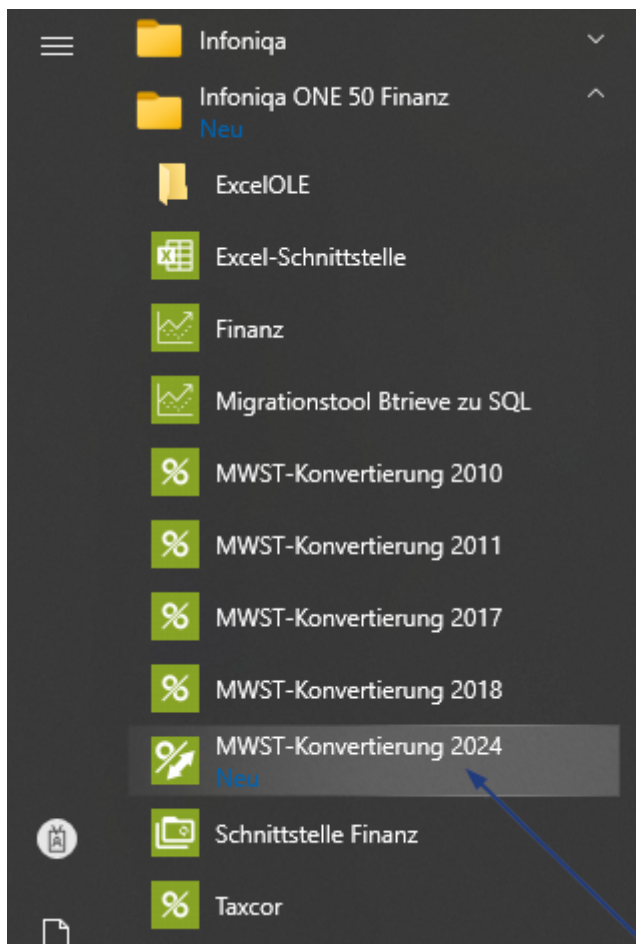 Infoniqa
Infoniqa ONE 50 Finanz
Neu
ExcelOLE
Excel-Schnittstelle
Finanz
Migrationstool Btrieve zu SQL
MWST-Konvertierung 2010
MWST-Konvertierung 2011
MWST-Konvertierung 2017
MWST-Konvertierung 2018
MWST-Konvertierung 2024
Neu
Schnittstelle Finanz
Taxcor